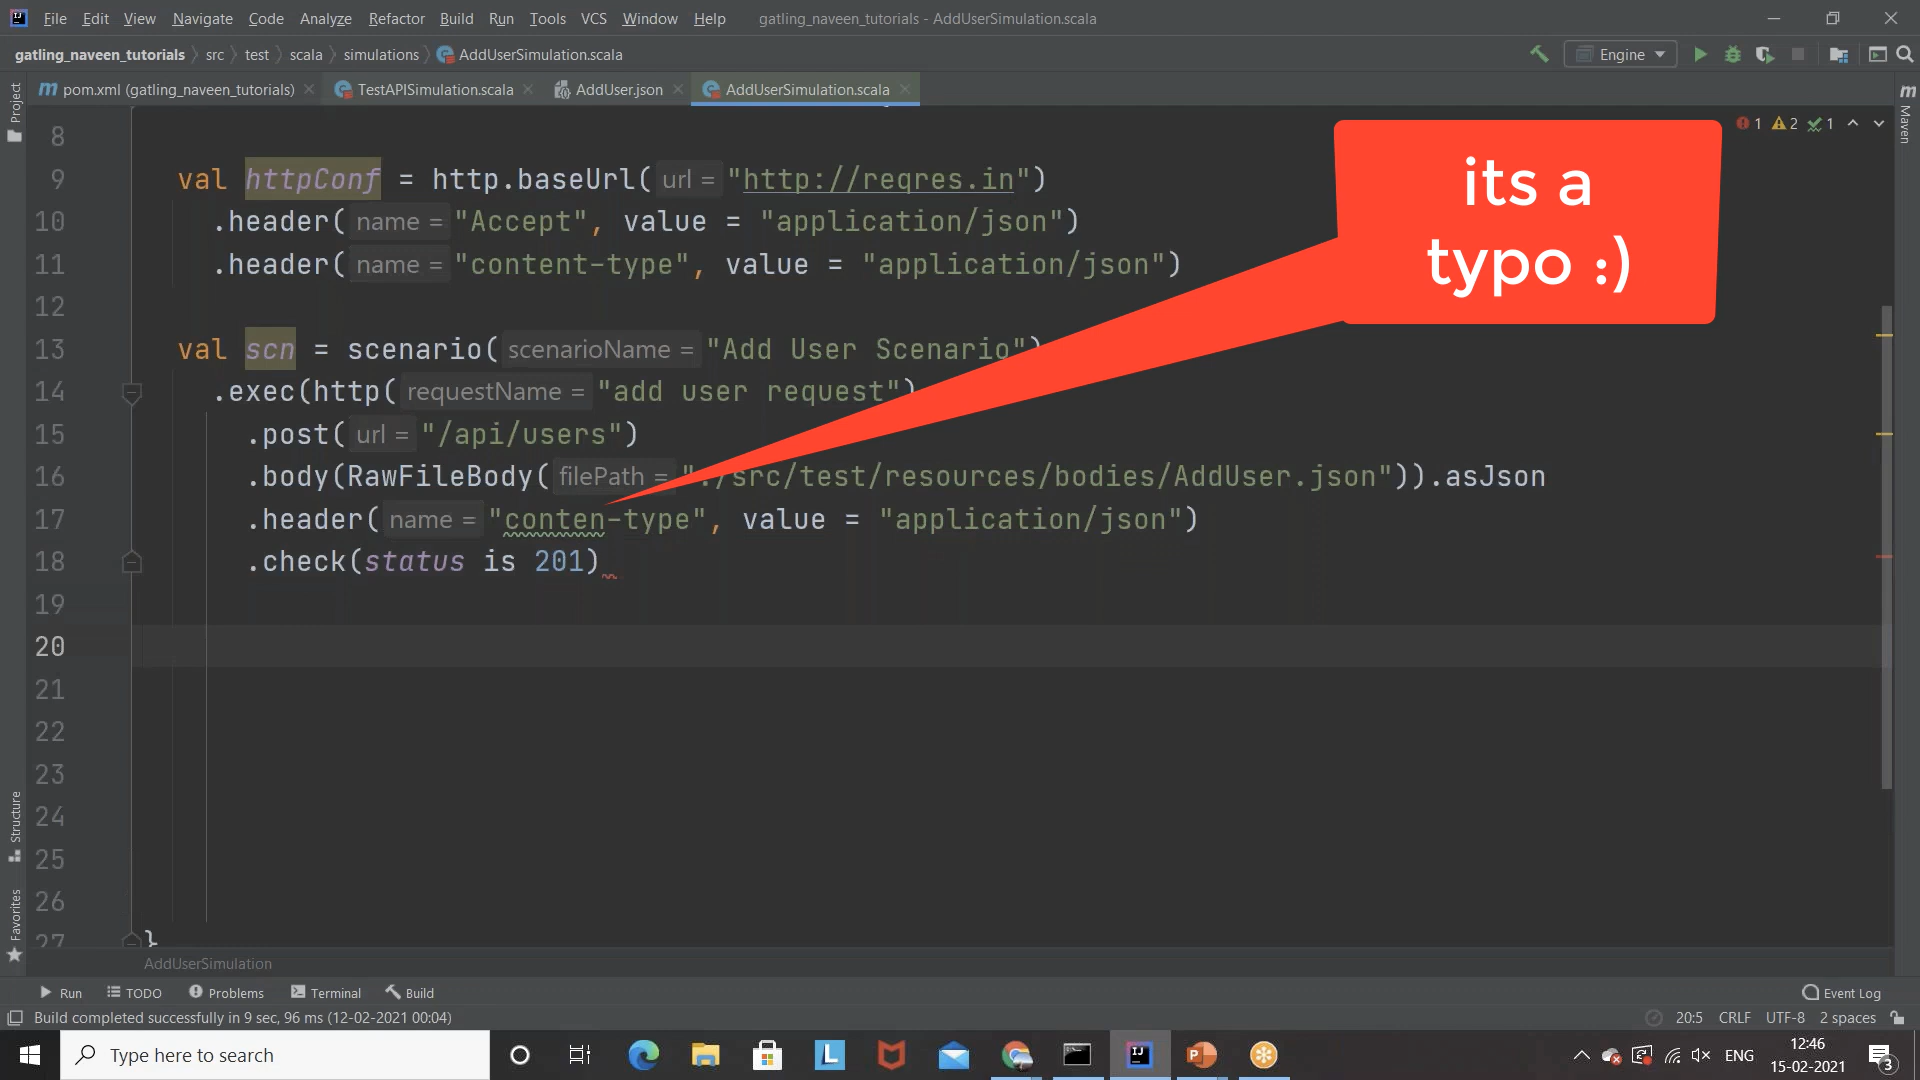 File Edit View Navigate Code Analyze Refactor Build Run Tools VCS Window Help gatling_naveen_tutorials - AddUserSimulation.scala
gatling_naveen_tutorials src test scala simulations AddUserSimulation.scala Engine
Project
pom.xml (gatling_naveen_tutorials) TestAPISimulation.scala AddUser.json AddUserSimulation.scala
Maven
1 2 1
its a
typo :)
8
9 val httpConf = http.baseUrl( url = "http://reqres.in")
10 .header( name = "Accept", value = "application/json")
11 .header( name = "content-type", value = "application/json")
12
13 val scn = scenario( scenarioName = "Add User Scenario")
14 .exec(http( requestName = "add user request")
15 .post( url = "/api/users")
16 .body(RawFileBody( filePath = "./src/test/resources/bodies/AddUser.json")).asJson
17 .header( name = "conten-type", value = "application/json")
18 .check(status is 201)
19
20
21
22
23
24
25
26
27 }
Structure
Favorites
AddUserSimulation
Run TODO Problems Terminal Build Event Log
Build completed successfully in 9 sec, 96 ms (12-02-2021 00:04) 20:5 CRLF UTF-8 2 spaces
Type here to search
ENG
12:46
15-02-2021
3